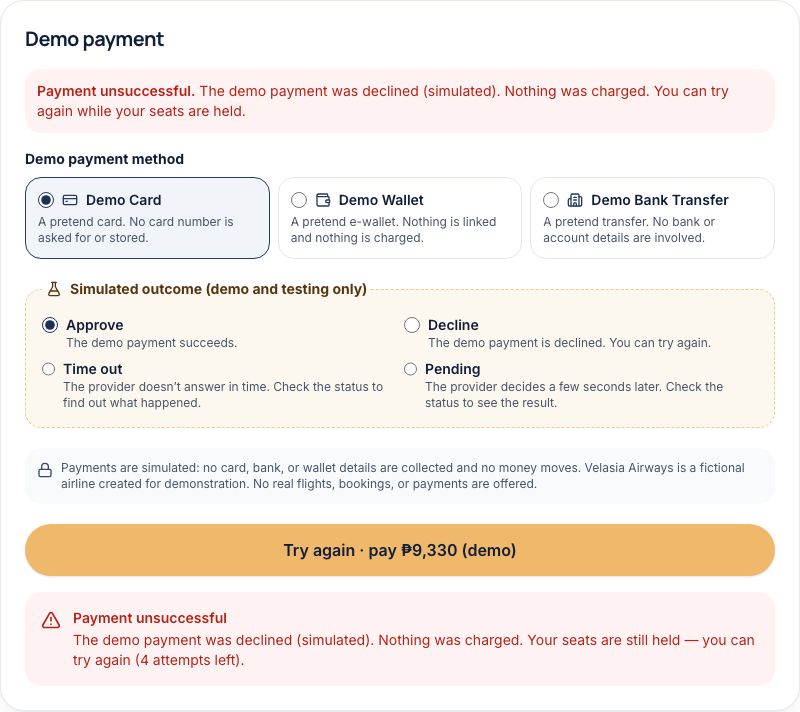 Demo payment
Payment unsuccessful. The demo payment was declined (simulated). Nothing was charged. You can try
again while your seats are held.
Demo payment method
Demo Card
A pretend card. No card number is
asked for or stored.
Demo Wallet
A pretend e-wallet. Nothing is linked
and nothing is charged.
Demo Bank Transfer
A pretend transfer. No bank or
account details are involved.
Simulated outcome (demo and testing only)
Approve
The demo payment succeeds.
Decline
The demo payment is declined. You can try again.
Time out
The provider doesn’t answer in time. Check the status to
find out what happened.
Pending
The provider decides a few seconds later. Check the
status to see the result.
Payments are simulated: no card, bank, or wallet details are collected and no money moves. Velasia Airways is a fictional
airline created for demonstration. No real flights, bookings, or payments are offered.
Try again · pay ₱9,330 (demo)
Payment unsuccessful
The demo payment was declined (simulated). Nothing was charged. Your seats are still held — you can
try again (4 attempts left).